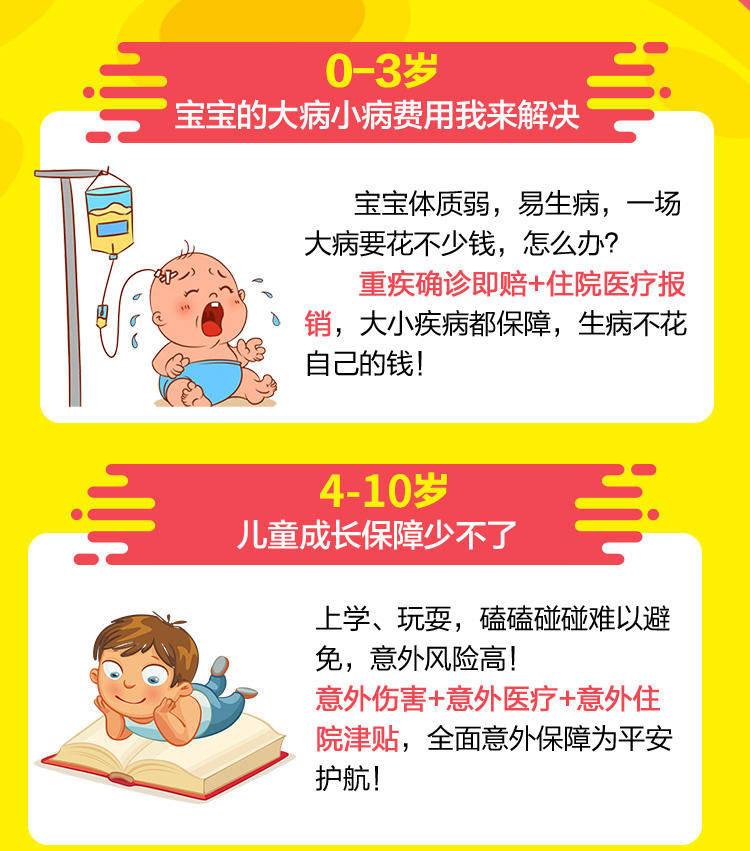 0-3岁
宝宝的大病小病费用我来解决
宝宝体质弱，易生病，一场
大病要花不少钱，怎么办？
重疾确诊即赔+住院医疗报
销，大小疾病都保障，生病不花
自己的钱！
4-10岁
儿童成长保障少不了
上学、玩耍，磕磕碰碰难以避
免，意外风险高！
意外伤害+意外医疗+意外住
院津贴，全面意外保障为平安
护航！